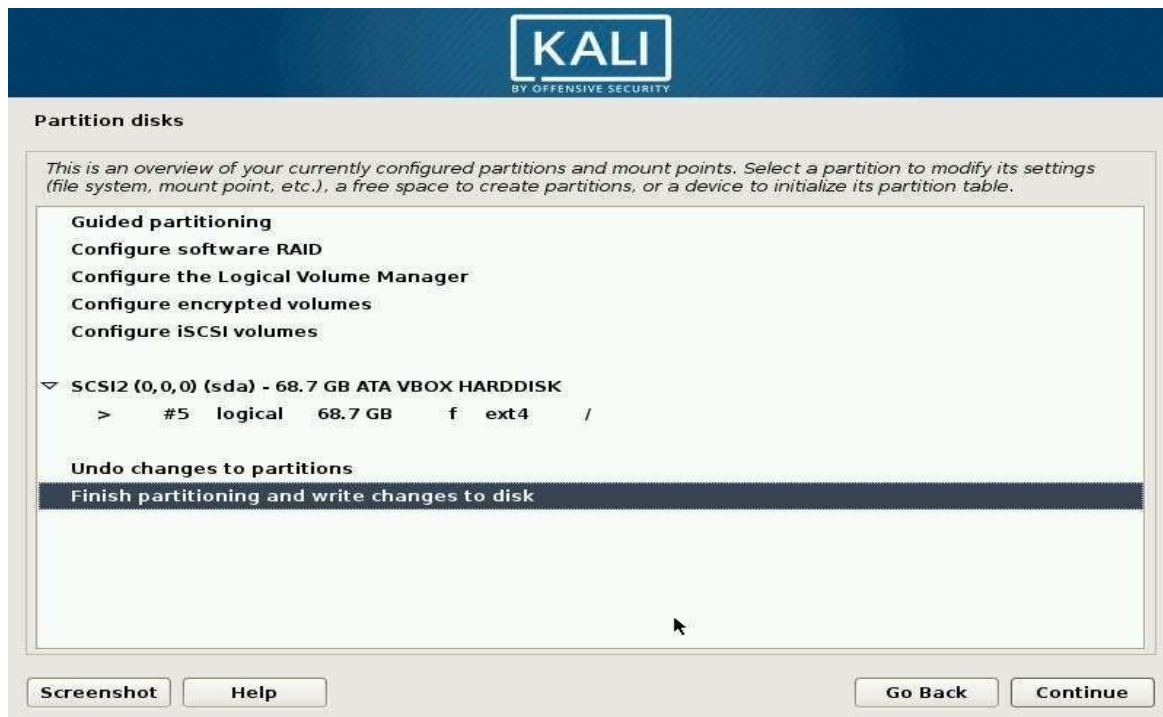 KALI
BY OFFENSIVE SECURITY
Partition disks
This is an overview of your currently configured partitions and mount points. Select a partition to modify its settings
(file system, mount point, etc.), a free space to create partitions, or a device to initialize its partition table.
Guided partitioning
Configure software RAID
Configure the Logical Volume Manager
Configure encrypted volumes
Configure iSCSI volumes
SCSI2 (0,0,0) (sda) - 68.7 GB ATA VBOX HARDDISK
> #5 logical 68.7 GB f ext4 /
Undo changes to partitions
Finish partitioning and write changes to disk
Screenshot Help Go Back Continue